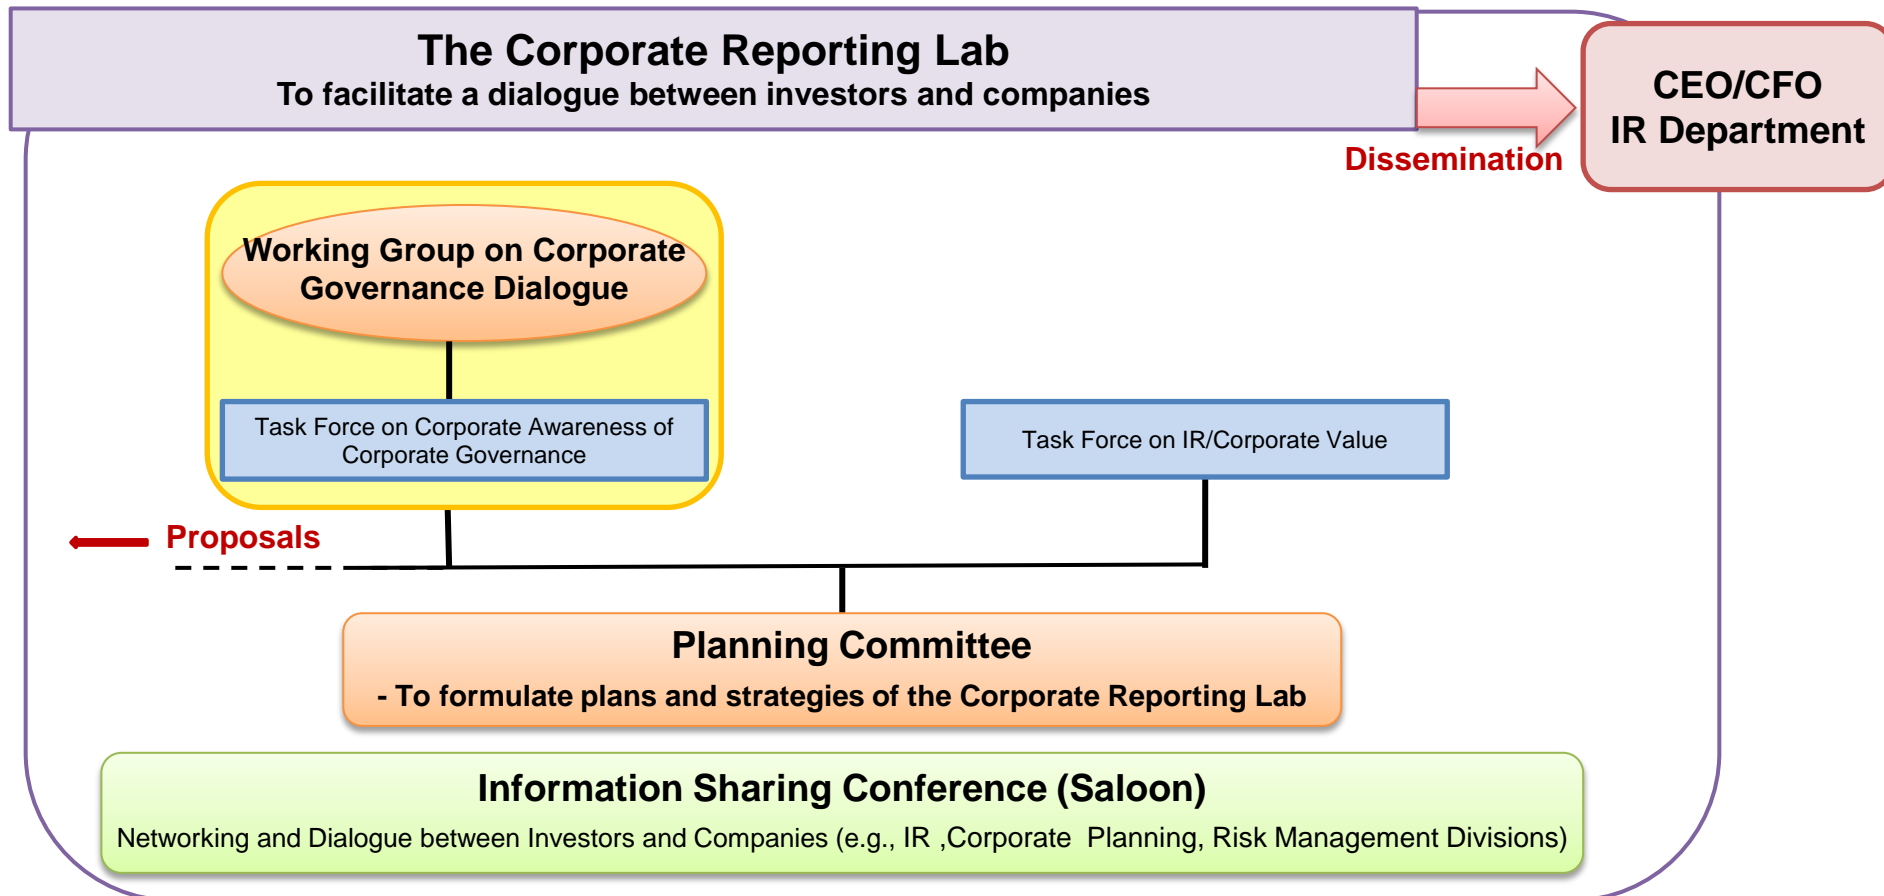 The Corporate Reporting Lab
To facilitate a dialogue between investors and companies
CEO/CFO
IR Department
Dissemination
Working Group on Corporate
Governance Dialogue
Task Force on Corporate Awareness of
Corporate Governance
Task Force on IR/Corporate Value
Proposals
Planning Committee
- To formulate plans and strategies of the Corporate Reporting Lab
Information Sharing Conference (Saloon)
Networking and Dialogue between Investors and Companies (e.g., IR ,Corporate Planning, Risk Management Divisions)